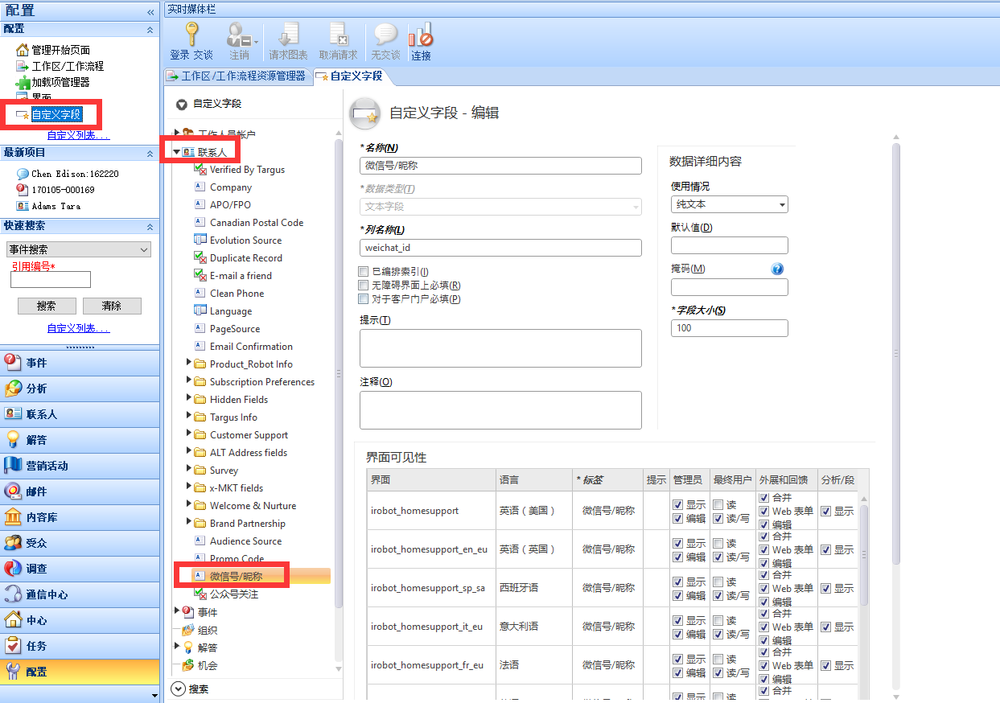 配置
«
配置
管理开始页面
工作区/工作流程
加载项管理器
界面
自定义字段
自定义列表...
最新项目
Chen Edison:162220
170105-000169
Adams Tara
快速搜索
事件搜索
引用编号*
搜索 清除
自定义列表...
事件
分析
联系人
解答
营销活动
邮件
内容库
受众
调查
通信中心
中心
任务
配置
实时媒体栏
登录 交谈 注销 请求图表 取消请求 无交谈 连接
工作区/工作流程资源管理器 自定义字段
自定义字段
工作人员帐户
联系人
Verified By Targus
Company
APO/FPO
Canadian Postal Code
Evolution Source
Duplicate Record
E-mail a friend
Clean Phone
Language
PageSource
Email Confirmation
Product_Robot Info
Subscription Preferences
Hidden Fields
Targus Info
Customer Support
ALT Address fields
Survey
x-MKT fields
Welcome & Nurture
Brand Partnership
Audience Source
Promo Code
微信号/昵称
公众号关注
事件
组织
解答
机会
搜索
自定义字段 - 编辑
*名称(N)
微信号/昵称
*数据类型(T)
文本字段
*列名称(L)
weichat_id
已编排索引(I)
无障碍界面上必填(R)
对于客户门户必填(P)
提示(T)
注释(O)
数据详细内容
使用情况
纯文本
默认值(D)
掩码(M)
*字段大小(S)
100
界面可见性
界面 语言 *标签 提示 管理员 最终用户 外展和回馈 分析/段
irobot_homesupport 英语（美国） 微信号/昵称 显示 编辑 读 读/写 合并 Web 表单 编辑 显示
irobot_homesupport_en_eu 英语（英国） 微信号/昵称 显示 编辑 读 读/写 合并 Web 表单 编辑 显示
irobot_homesupport_sp_sa 西班牙语 微信号/昵称 显示 编辑 读 读/写 合并 Web 表单 编辑 显示
irobot_homesupport_it_eu 意大利语 微信号/昵称 显示 编辑 读 读/写 合并 Web 表单 编辑 显示
irobot_homesupport_fr_eu 法语 微信号/昵称 显示 编辑 读 读/写 合并 Web 表单 编辑 显示
显示 读 合并